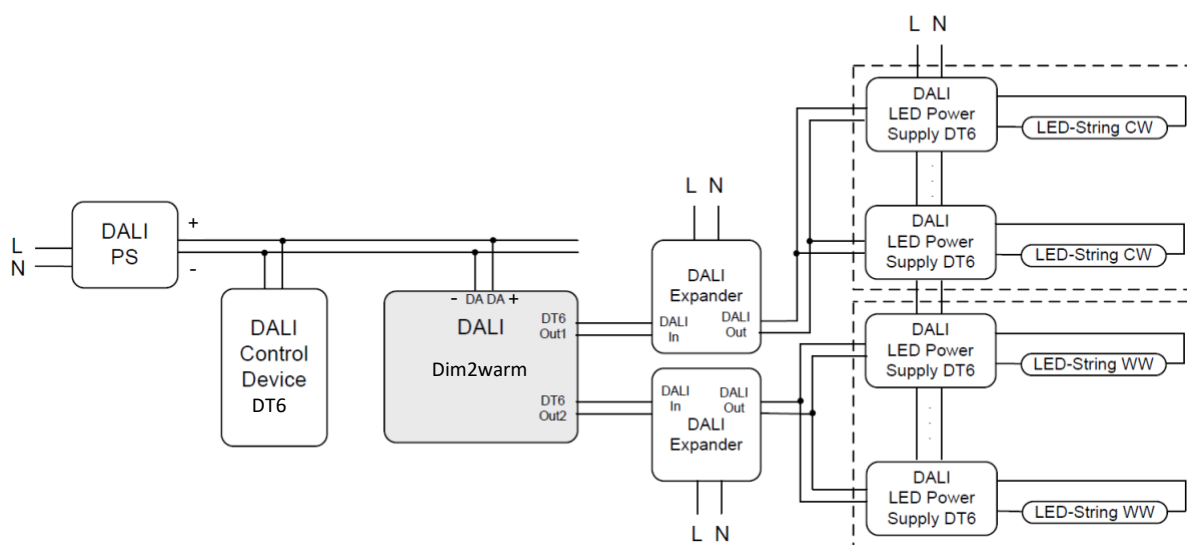 L N
DALI
LED Power
Supply DT6
LED-String CW
L N
DALI
LED Power
Supply DT6
LED-String CW
L
N
DALI
PS
+
-
DALI
Control
Device
DT6
- DA DA +
DALI
Dim2warm
DT6
Out1
DT6
Out2
DALI
Expander
DALI
In
DALI
Out
DALI
In
DALI
Out
DALI
Expander
L N
DALI
LED Power
Supply DT6
LED-String WW
DALI
LED Power
Supply DT6
LED-String WW